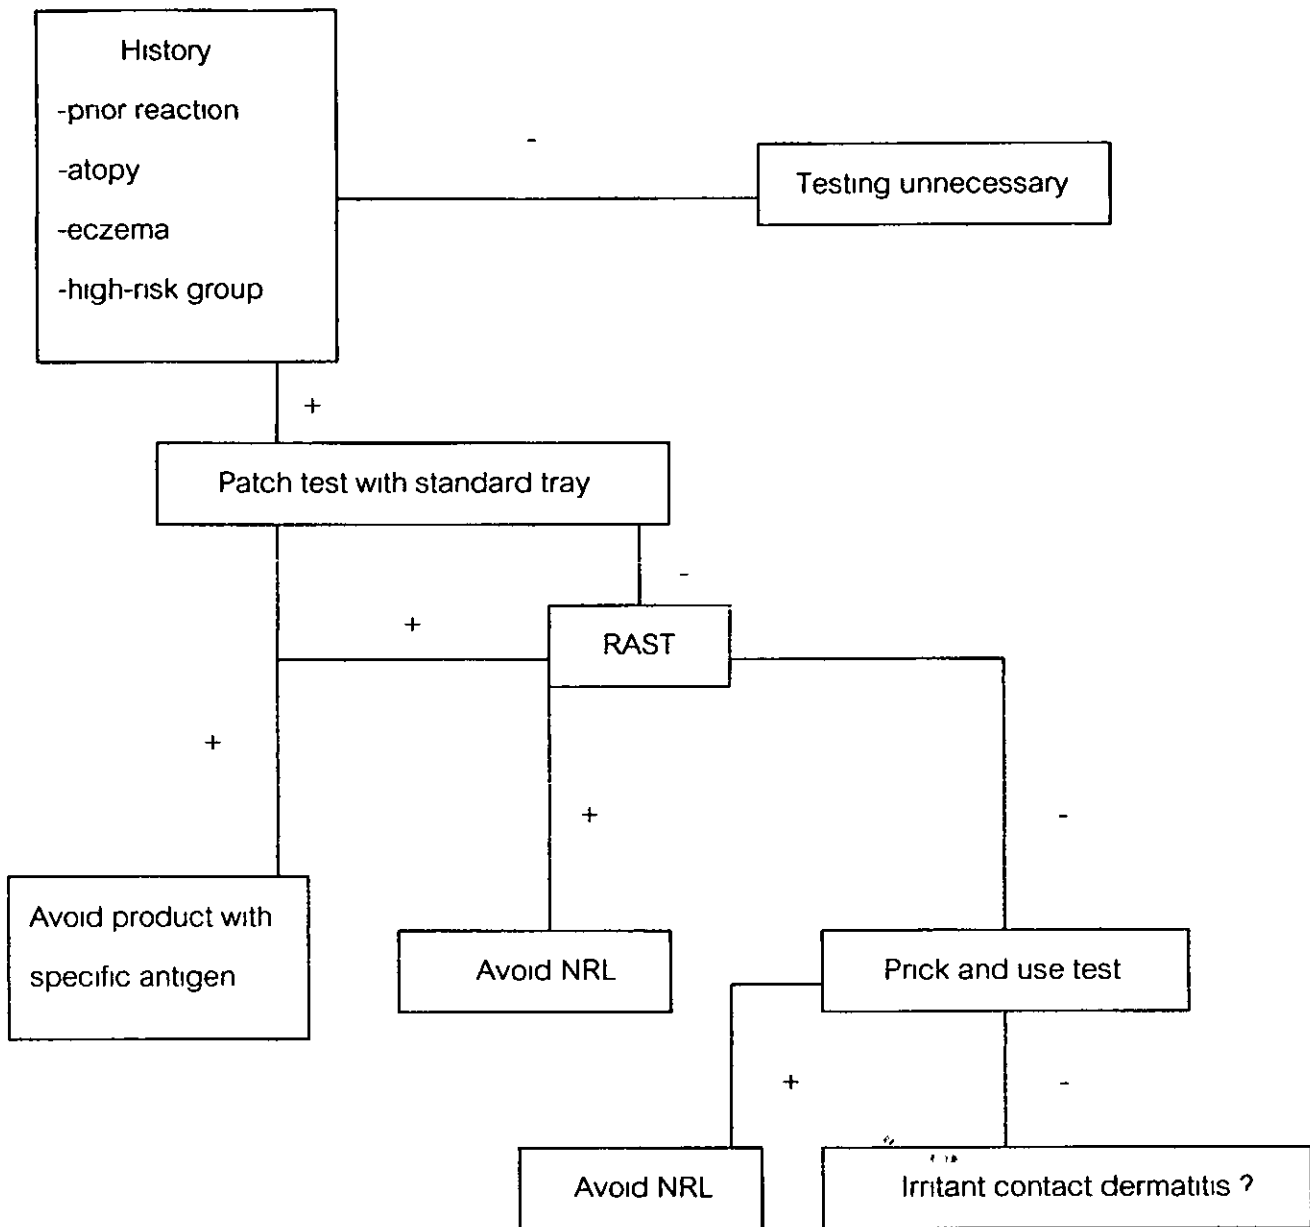 History
-prior reaction
-atopy
-eczema
-high-risk group
-
Testing unnecessary
+
Patch test with standard tray
-
+
RAST
+
+
-
Avoid product with
specific antigen
Avoid NRL
Prick and use test
+
-
Avoid NRL
Irritant contact dermatitis ?